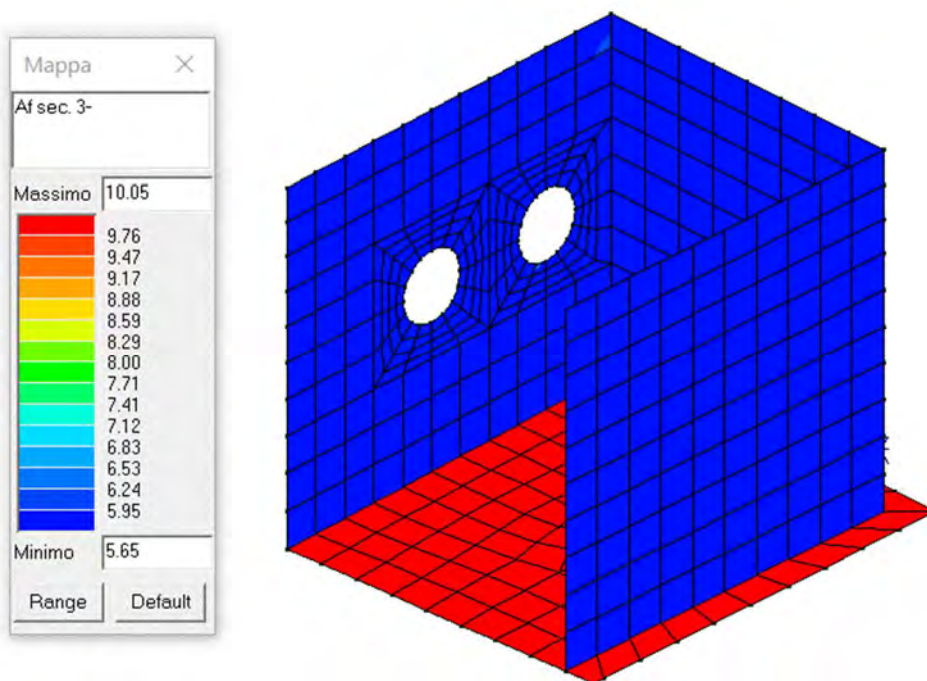 Mappa
Af sec. 3-
Massimo 10.05
9.76
9.47
9.17
8.88
8.59
8.29
8.00
7.71
7.41
7.12
6.83
6.53
6.24
5.95
Minimo 5.65
Range Default